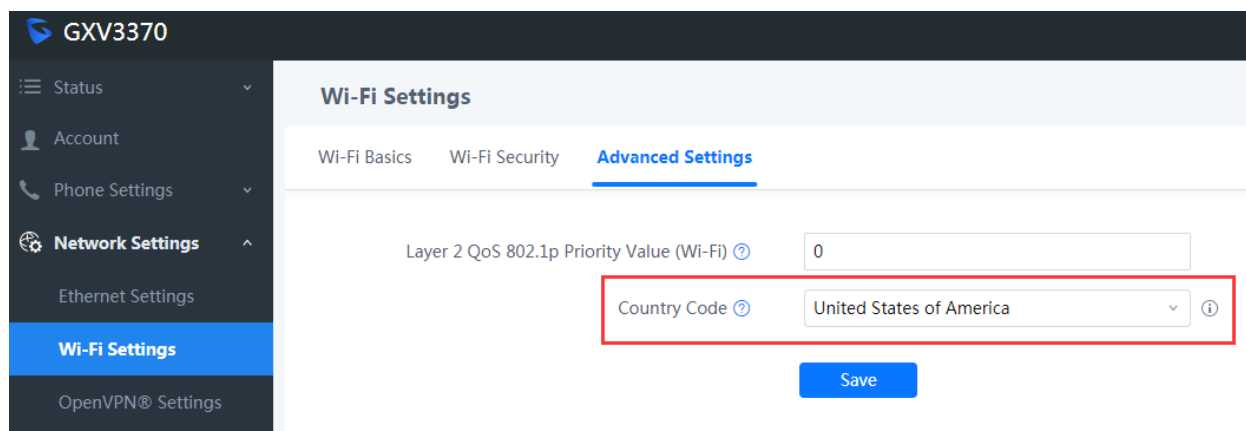 GXV3370
Status
Account
Phone Settings
Network Settings
Ethernet Settings
Wi-Fi Settings
OpenVPN® Settings
Wi-Fi Settings
Wi-Fi Basics Wi-Fi Security Advanced Settings
Layer 2 QoS 802.1p Priority Value (Wi-Fi) ? 0
Country Code ? United States of America i
Save